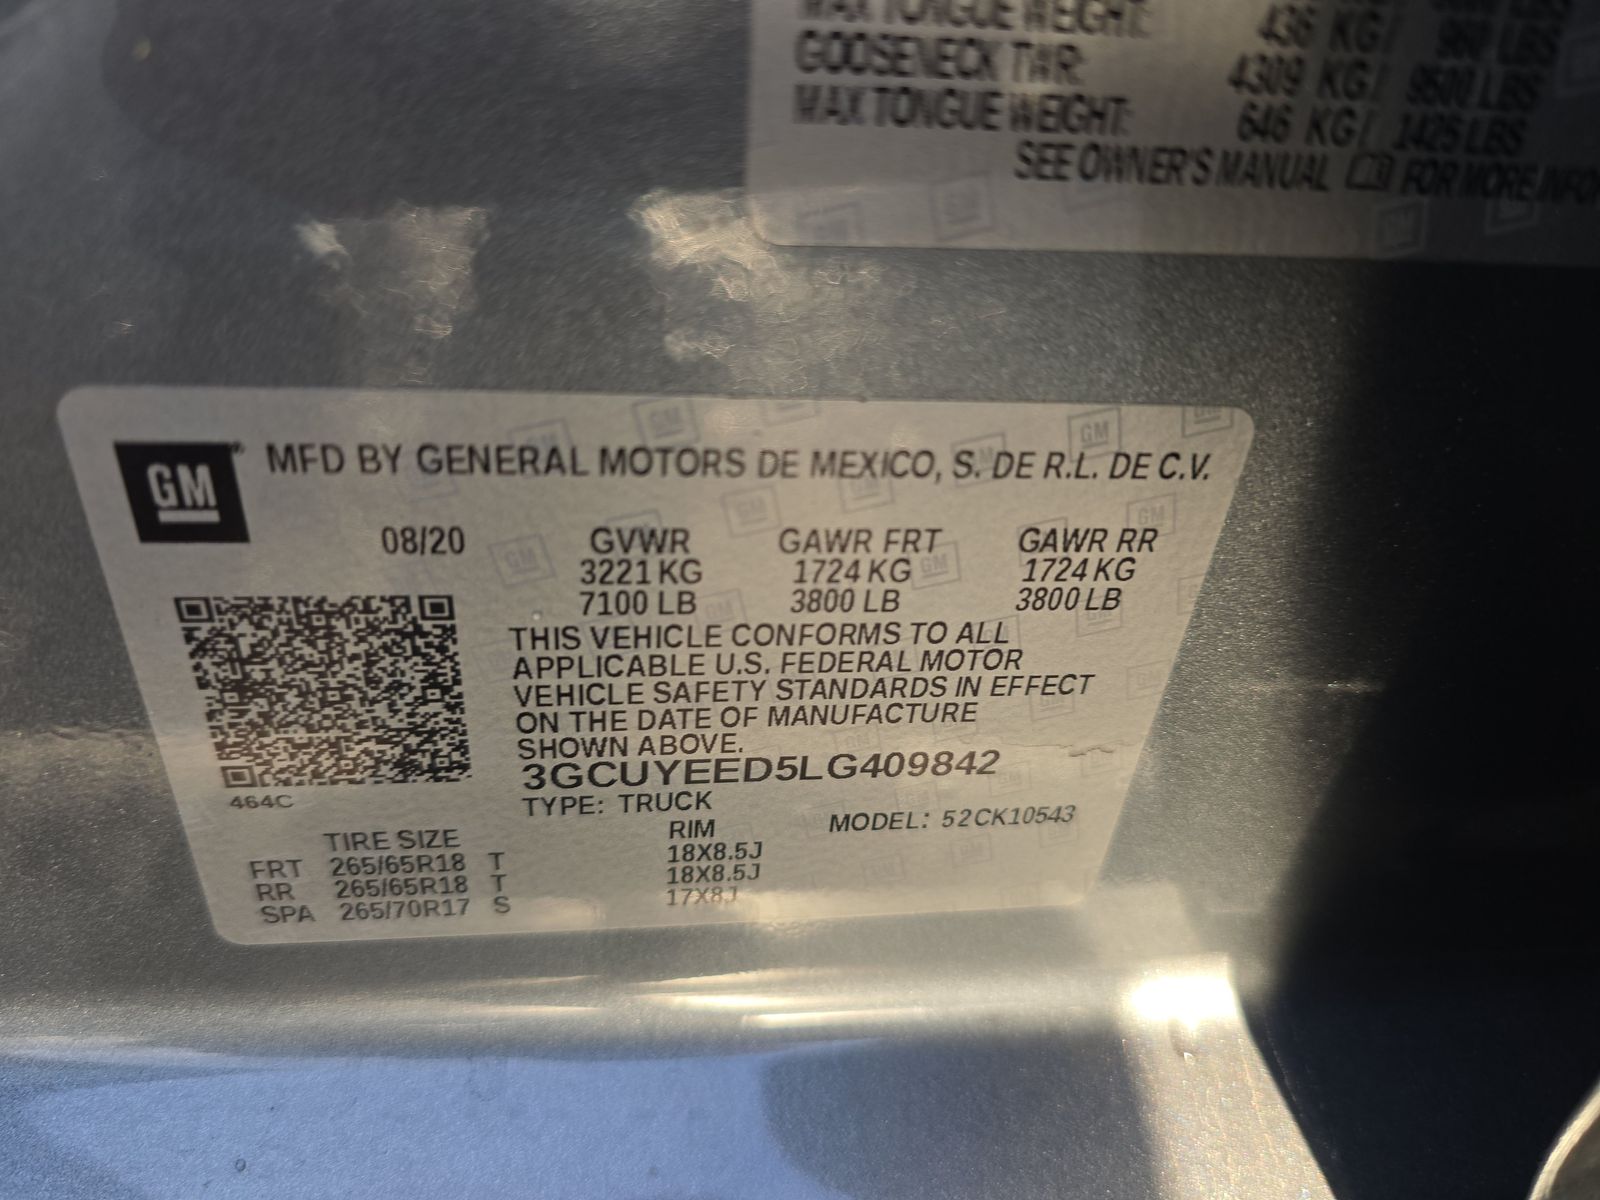 MAX TONGUE WEIGHT: 436 KG/ 960 LBS
GOOSENECK TWR: 4309 KG/ 9500 LBS
MAX TONGUE WEIGHT: 646 KG/ 1425 LBS
SEE OWNER'S MANUAL FOR MORE
GM
MFD BY GENERAL MOTORS DE MEXICO, S. DE R.L. DE C.V.
08/20 GVWR GAWR FRT GAWR RR
3221 KG 1724 KG 1724 KG
7100 LB 3800 LB 3800 LB
THIS VEHICLE CONFORMS TO ALL
APPLICABLE U.S. FEDERAL MOTOR
VEHICLE SAFETY STANDARDS IN EFFECT
ON THE DATE OF MANUFACTURE
SHOWN ABOVE.
3GCUYEED5LG409842
464C
TYPE: TRUCK
MODEL: 52CK10543
TIRE SIZE RIM
FRT 265/65R18 T 18X8.5J
RR 265/65R18 T 18X8.5J
SPA 265/70R17 S 17X8J